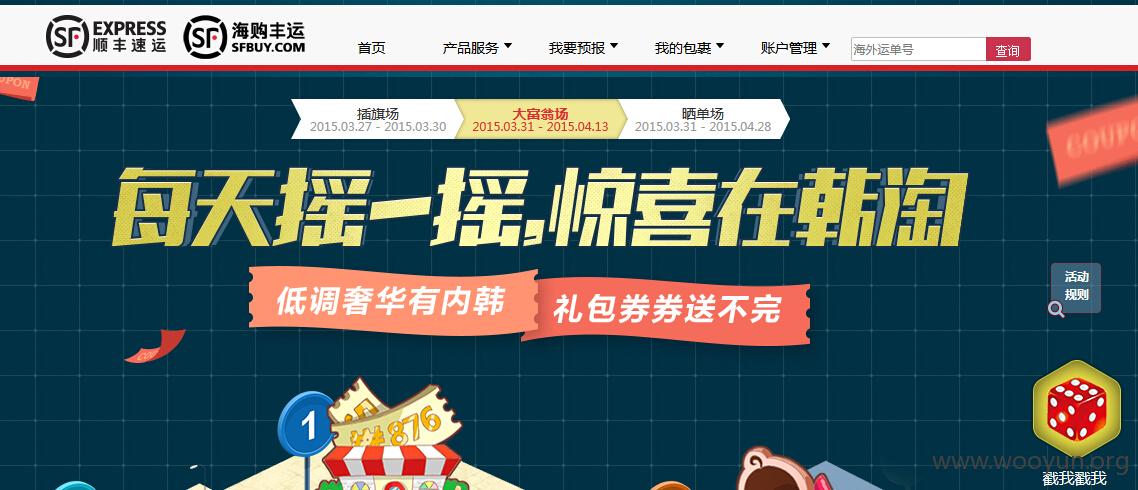 SF EXPRESS
顺丰速运
SF 海购丰运
SFBUY.COM
首页
产品服务
我要预报
我的包裹
账户管理
海外运单号
查询
插旗场
2015.03.27 - 2015.03.30
大富翁场
2015.03.31 - 2015.04.13
晒单场
2015.03.31 - 2015.04.28
COUPON
每天摇一摇,惊喜在韩淘
低调奢华有内韩
礼包券券送不完
活动
规则
1
876
www.wooyun.org
戳我戳我